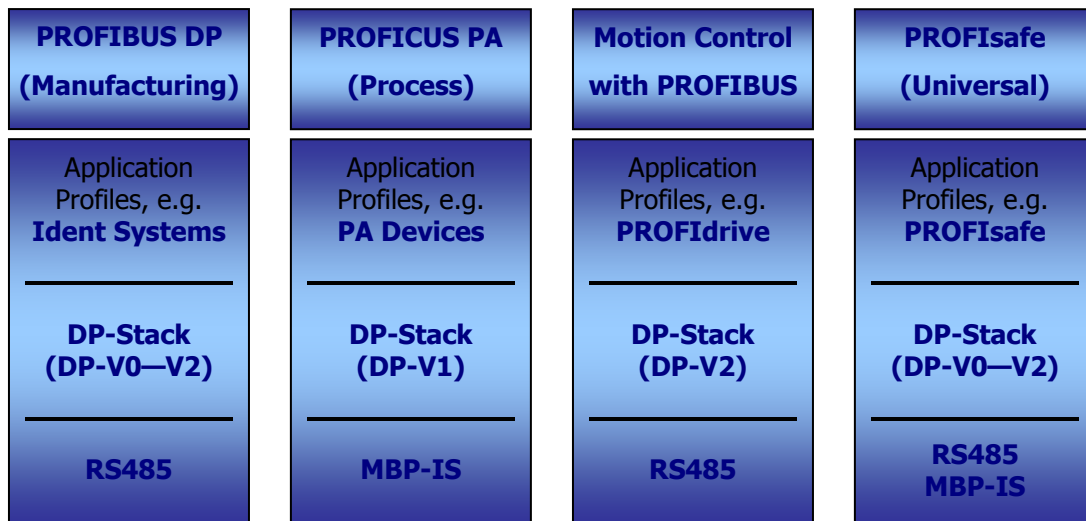 PROFIBUS DP
(Manufacturing)
PROFICUS PA
(Process)
Motion Control
with PROFIBUS
PROFIsafe
(Universal)
Application
Profiles, e.g.
Ident Systems
DP-Stack
(DP-V0—V2)
RS485
Application
Profiles, e.g.
PA Devices
DP-Stack
(DP-V1)
MBP-IS
Application
Profiles, e.g.
PROFIdrive
DP-Stack
(DP-V2)
RS485
Application
Profiles, e.g.
PROFIsafe
DP-Stack
(DP-V0—V2)
RS485
MBP-IS